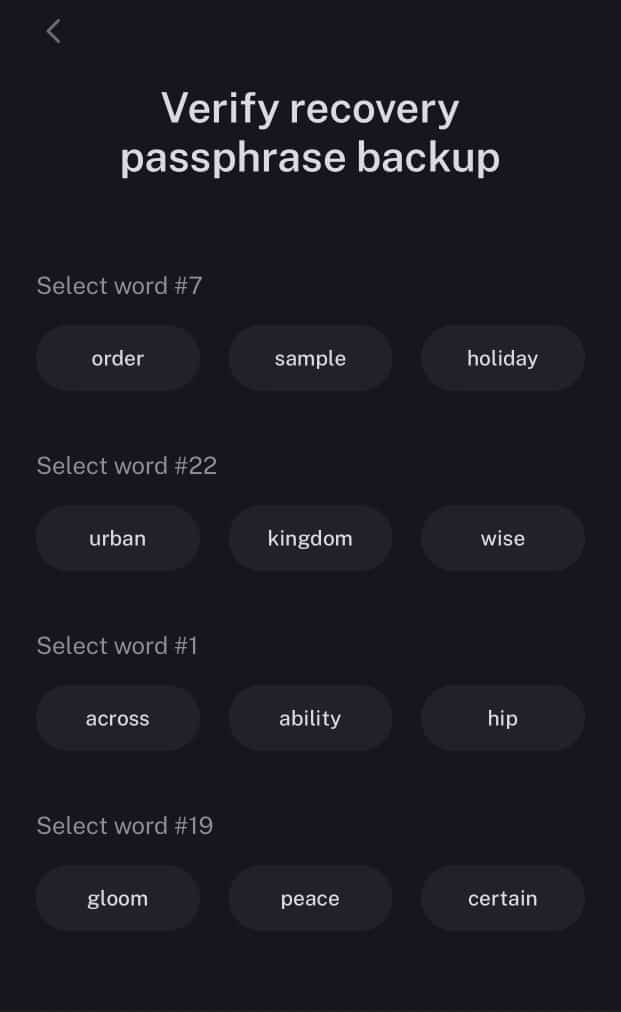 Verify recovery
passphrase backup
Select word #7
order sample holiday
Select word #22
urban kingdom wise
Select word #1
across ability hip
Select word #19
gloom peace certain